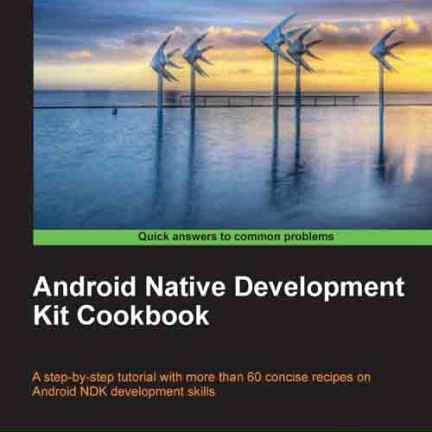 Quick answers to common problems
Android Native Development
Kit Cookbook
A step-by-step tutorial with more than 60 concise recipes on
Android NDK development skills